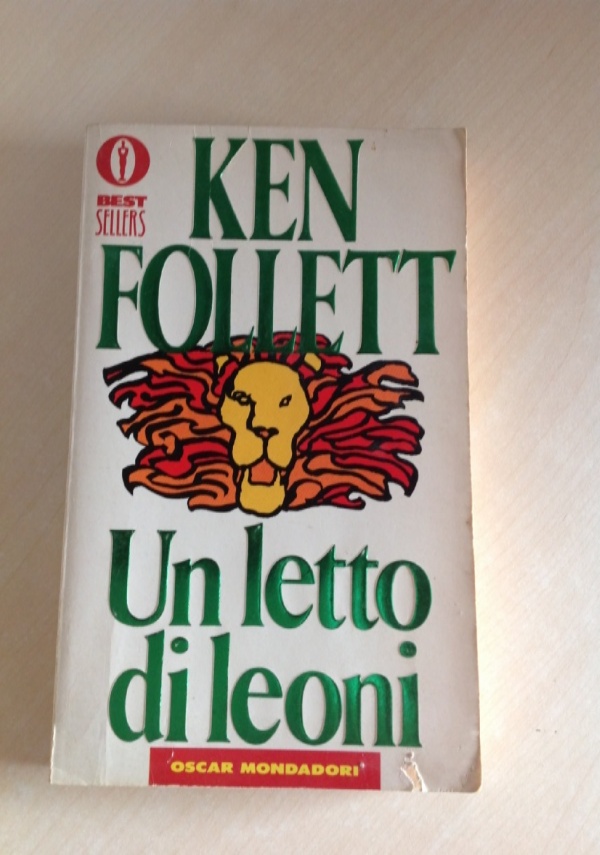 KEN
FOLLETT
BEST
SELLERS
Un letto
di leoni
OSCAR MONDADORI